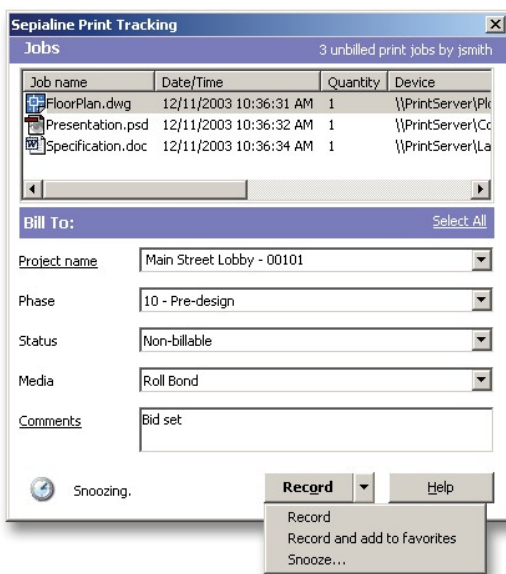 Sepialine Print Tracking
Jobs 3 unbilled print jobs by jsmith
Job name Date/Time Quantity Device
FloorPlan.dwg 12/11/2003 10:36:31 AM 1 \\PrintServer\Plo
Presentation.psd 12/11/2003 10:36:32 AM 1 \\PrintServer\Co
Specification.doc 12/11/2003 10:36:34 AM 1 \\PrintServer\La
Bill To: Select All
Project name Main Street Lobby - 00101
Phase 10 - Pre-design
Status Non-billable
Media Roll Bond
Comments Bid set
Snoozing. Record Help
Record
Record and add to favorites
Snooze...